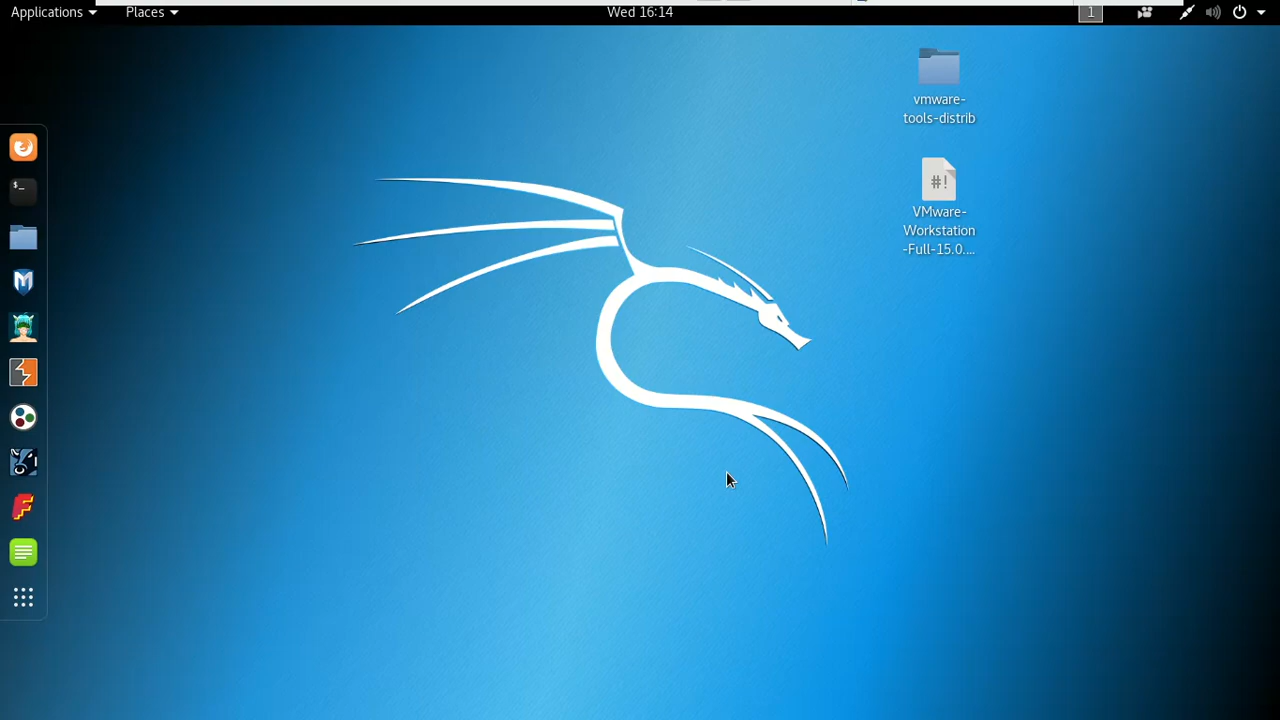 Applications Places Wed 16:14 1
vmware-
tools-distrib
#!
VMware-
Workstation
-Full-15.0....
$_